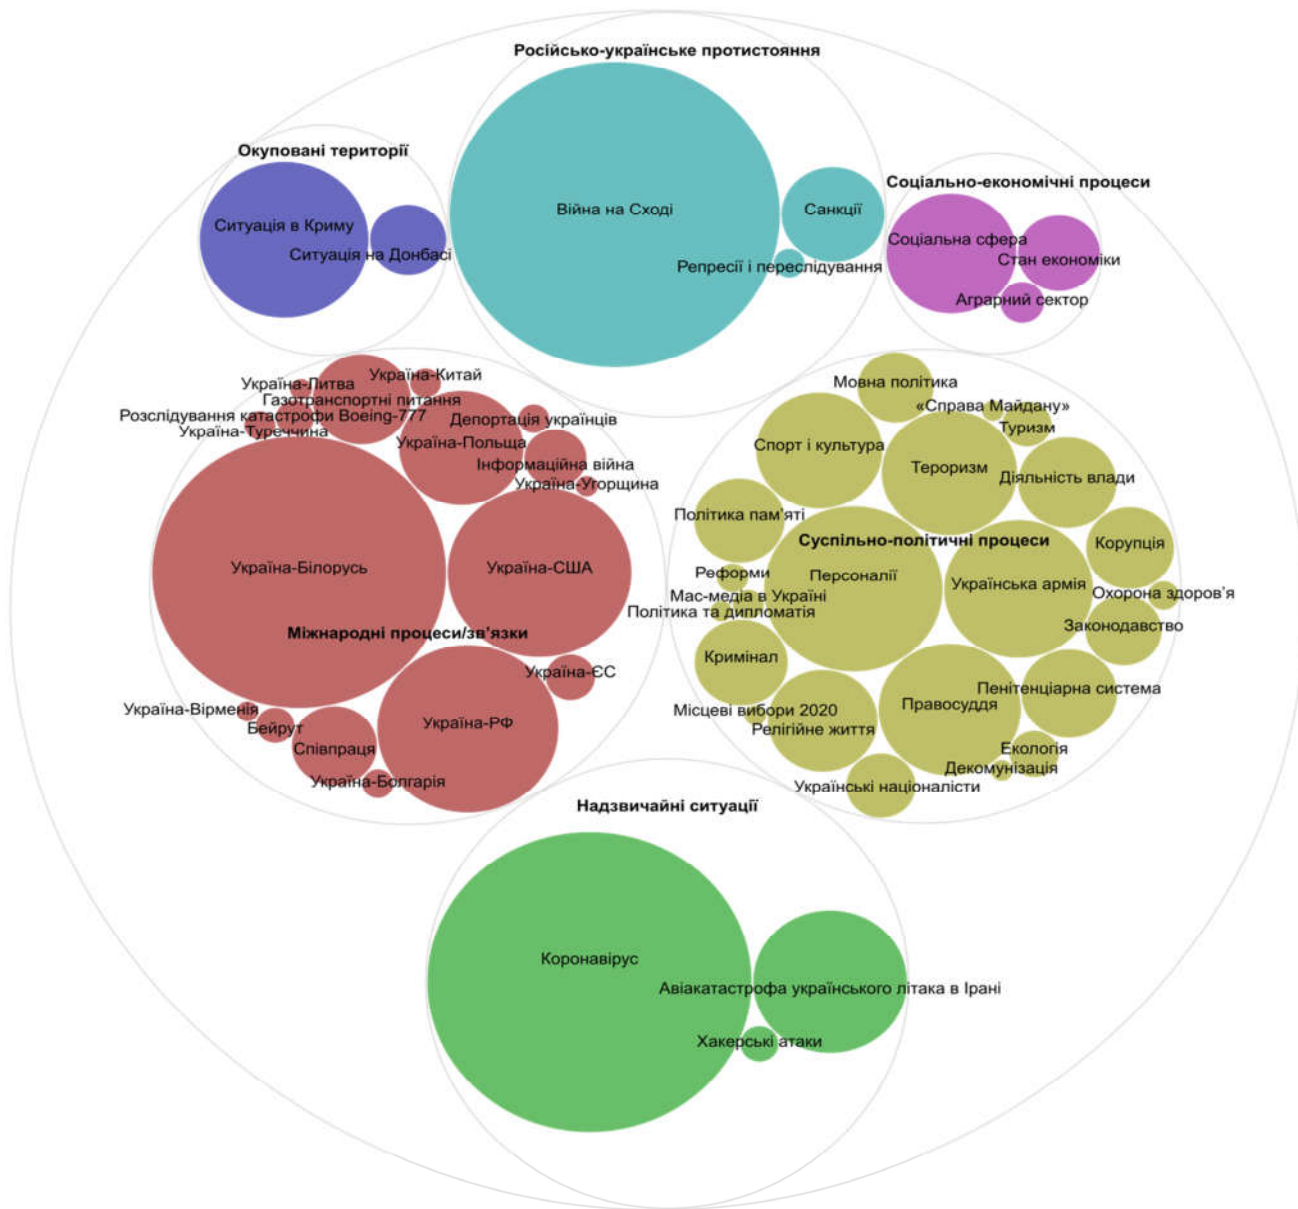 Російсько-українське протистояння
Війна на Сході
Санкції
Репресії і переслідування
Окуповані території
Ситуація в Криму
Ситуація на Донбасі
Соціально-економічні процеси
Соціальна сфера
Стан економіки
Аграрний сектор
Україна-Литва
Україна-Китай
Газотранспортні питання
Розслідування катастрофи Boeing-777
Україна-Туреччина
Депортація українців
Україна-Польща
Інформаційна війна
Україна-Угорщина
Україна-Білорусь
Україна-США
Міжнародні процеси/зв’язки
Україна-ЄС
Україна-Вірменія
Бейрут
Україна-РФ
Співпраця
Україна-Болгарія
Мовна політика
«Справа Майдану»
Туризм
Спорт і культура
Тероризм
Діяльність влади
Політика пам’яті
Суспільно-політичні процеси
Корупція
Реформи
Персоналії
Українська армія
Мас-медіа в Україні
Охорона здоров’я
Політика та дипломатія
Законодавство
Кримінал
Пенітенціарна система
Місцеві вибори 2020
Правосуддя
Релігійне життя
Екологія
Декомунізація
Українські націоналісти
Надзвичайні ситуації
Коронавірус
Авіакатастрофа українського літака в Ірані
Хакерські атаки